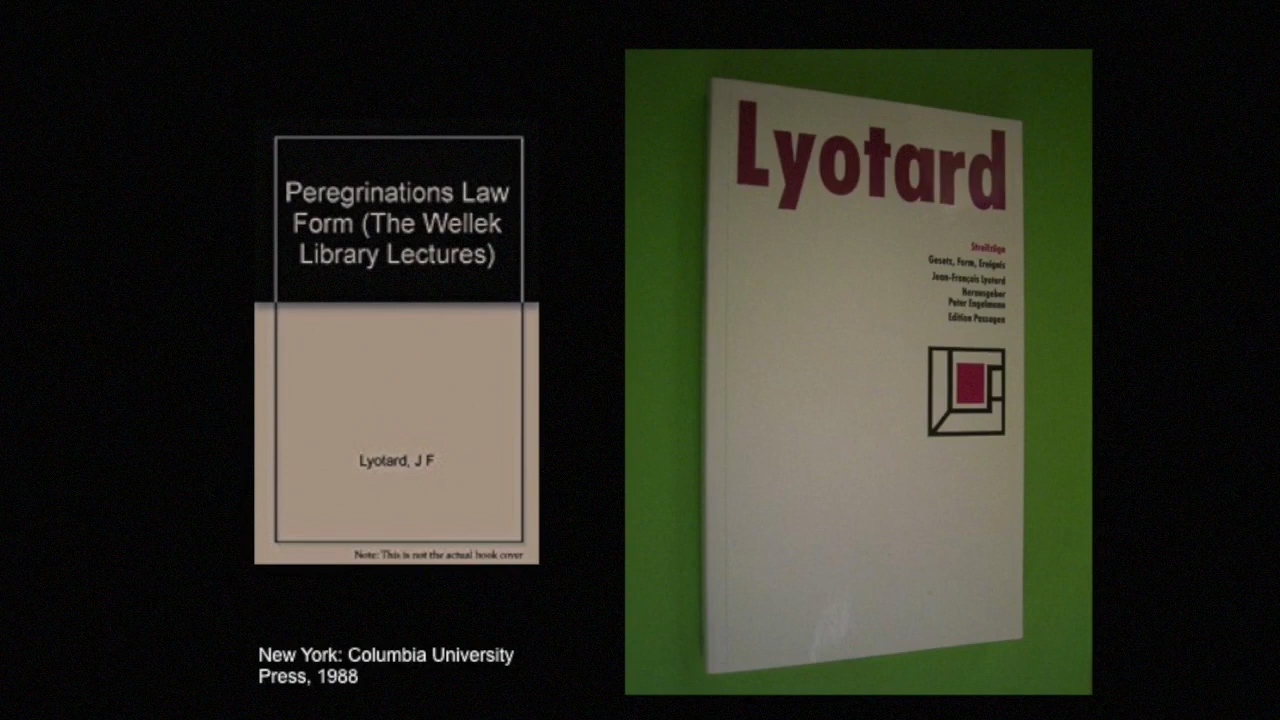 Peregrinations Law
Form (The Wellek
Library Lectures)
Lyotard, J F
Note: This is not the actual book cover
New York: Columbia University
Press, 1988
Lyotard
Streifzüge
Gesetz, Form, Ereignis
Jean-François Lyotard
Herausgeber
Peter Engelmann
Edition Passagen